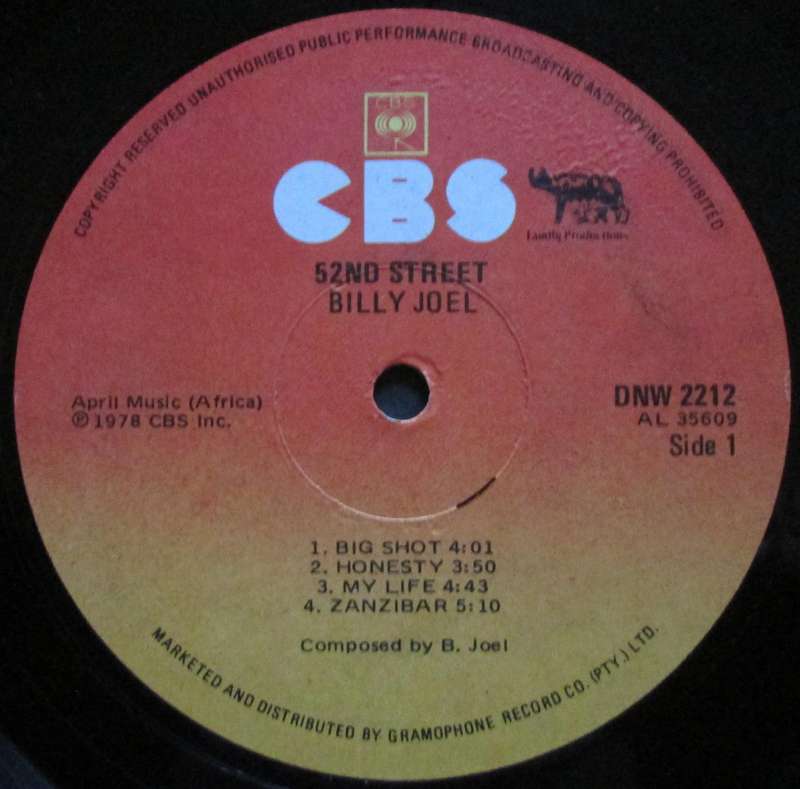 COPYRIGHT RESERVED UNAUTHORISED PUBLIC PERFORMANCE BROADCASTING AND COPYING PROHIBITED
CBS
CBS
Family Productions
52ND STREET
BILLY JOEL
April Music (Africa)
℗ 1978 CBS Inc.
DNW 2212
AL 35609
Side 1
1. BIG SHOT 4:01
2. HONESTY 3:50
3. MY LIFE 4:43
4. ZANZIBAR 5:10
Composed by B. Joel
MARKETED AND DISTRIBUTED BY GRAMOPHONE RECORD CO. (PTY.) LTD.